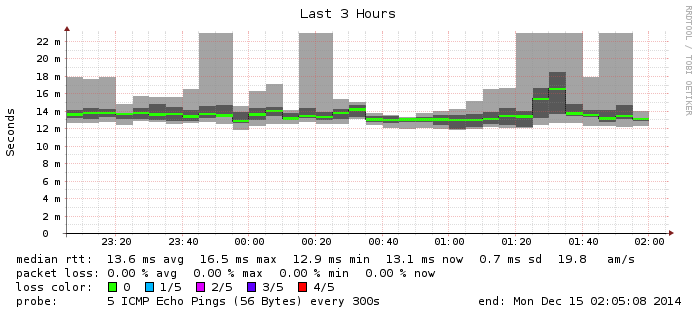 Last 3 Hours
RRDTOOL / TOBI OETIKER
Seconds
22 m
20 m
18 m
16 m
14 m
12 m
10 m
8 m
6 m
4 m
2 m
0
23:20 23:40 00:00 00:20 00:40 01:00 01:20 01:40 02:00
median rtt: 13.6 ms avg 16.5 ms max 12.9 ms min 13.1 ms now 0.7 ms sd 19.8 am/s
packet loss: 0.00 % avg 0.00 % max 0.00 % min 0.00 % now
loss color: 0 1/5 2/5 3/5 4/5
probe: 5 ICMP Echo Pings (56 Bytes) every 300s end: Mon Dec 15 02:05:08 2014